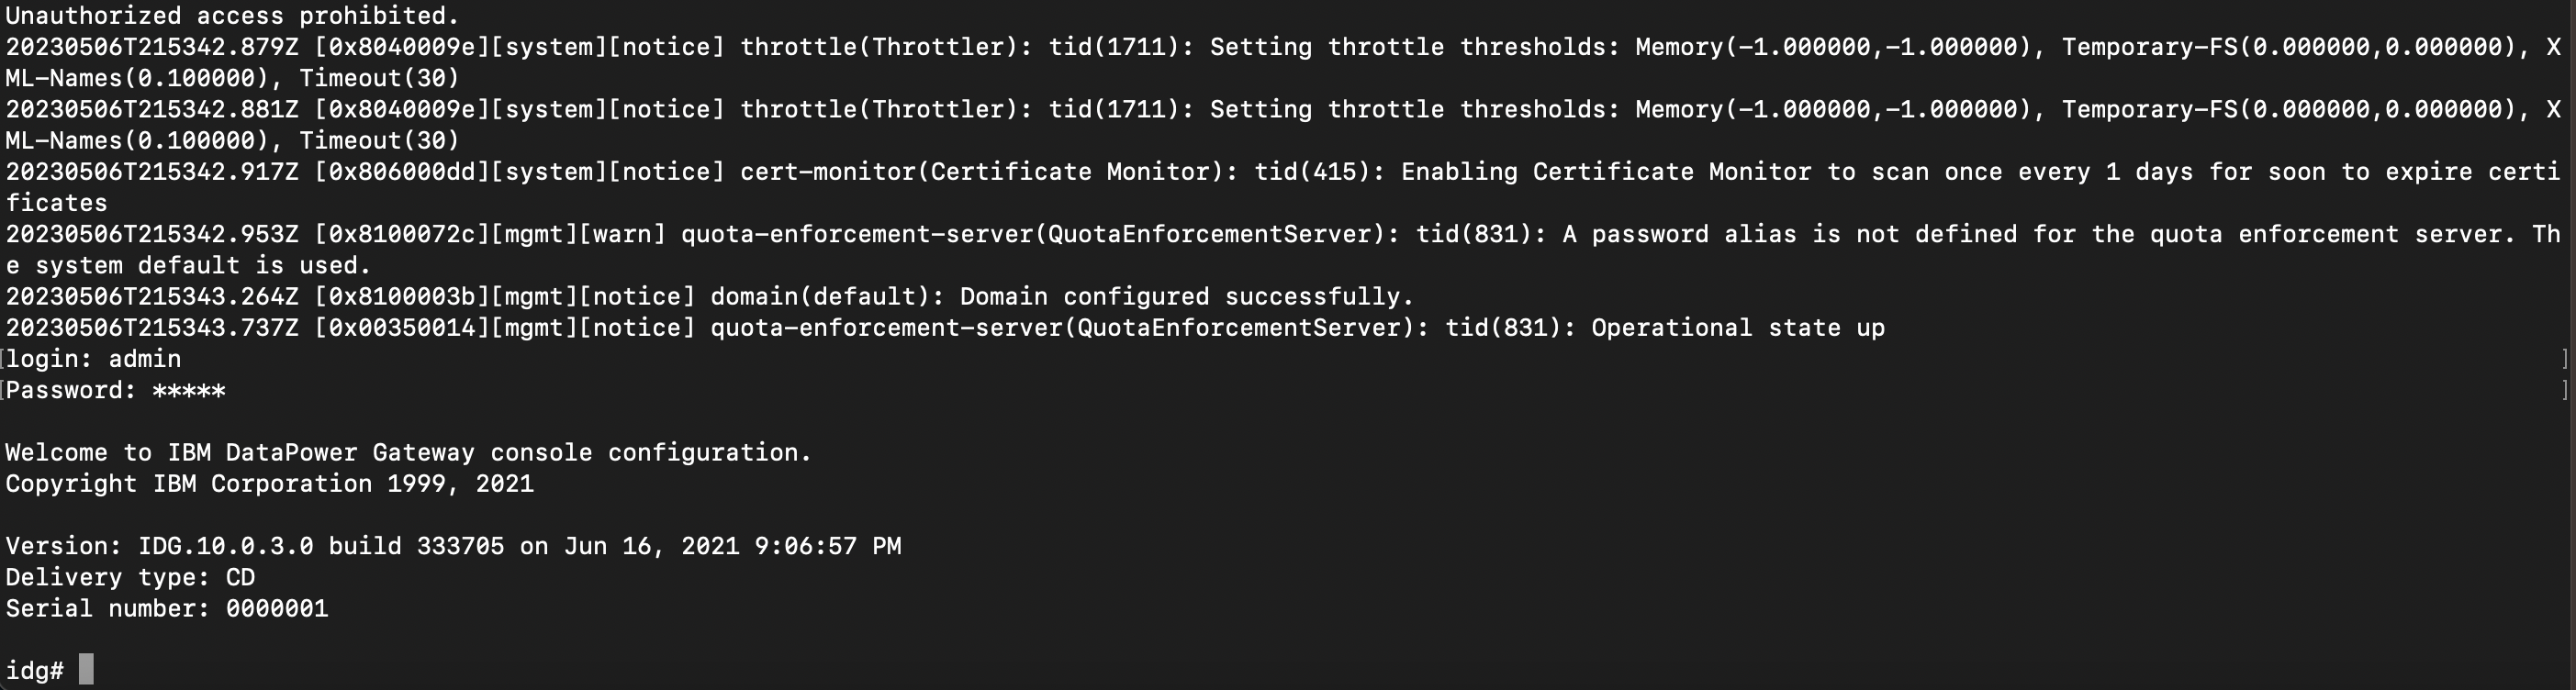 Unauthorized access prohibited.
20230506T215342.879Z [0x8040009e][system][notice] throttle(Throttler): tid(1711): Setting throttle thresholds: Memory(-1.000000,-1.000000), Temporary-FS(0.000000,0.000000), X
ML-Names(0.100000), Timeout(30)
20230506T215342.881Z [0x8040009e][system][notice] throttle(Throttler): tid(1711): Setting throttle thresholds: Memory(-1.000000,-1.000000), Temporary-FS(0.000000,0.000000), X
ML-Names(0.100000), Timeout(30)
20230506T215342.917Z [0x806000dd][system][notice] cert-monitor(Certificate Monitor): tid(415): Enabling Certificate Monitor to scan once every 1 days for soon to expire certi
ficates
20230506T215342.953Z [0x8100072c][mgmt][warn] quota-enforcement-server(QuotaEnforcementServer): tid(831): A password alias is not defined for the quota enforcement server. Th
e system default is used.
20230506T215343.264Z [0x8100003b][mgmt][notice] domain(default): Domain configured successfully.
20230506T215343.737Z [0x00350014][mgmt][notice] quota-enforcement-server(QuotaEnforcementServer): tid(831): Operational state up
[login: admin ]
[Password: ***** ]
Welcome to IBM DataPower Gateway console configuration.
Copyright IBM Corporation 1999, 2021
Version: IDG.10.0.3.0 build 333705 on Jun 16, 2021 9:06:57 PM
Delivery type: CD
Serial number: 0000001
idg#